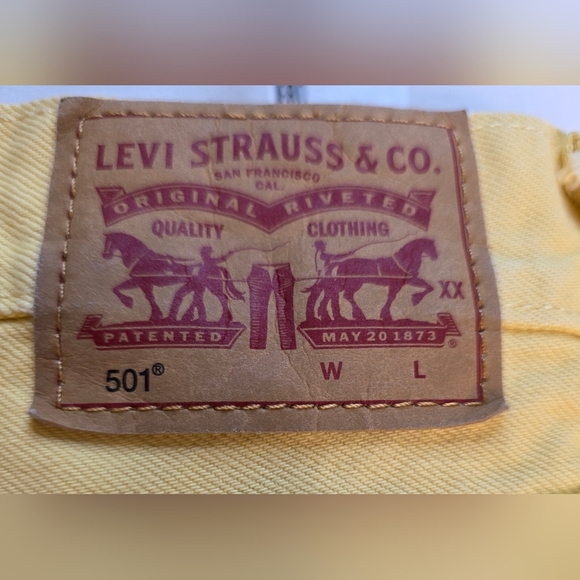 LEVI STRAUSS & CO.
SAN FRANCISCO
CAL.
ORIGINAL RIVETED
QUALITY CLOTHING
XX
PATENTED MAY 20 1873 ®
501® W L